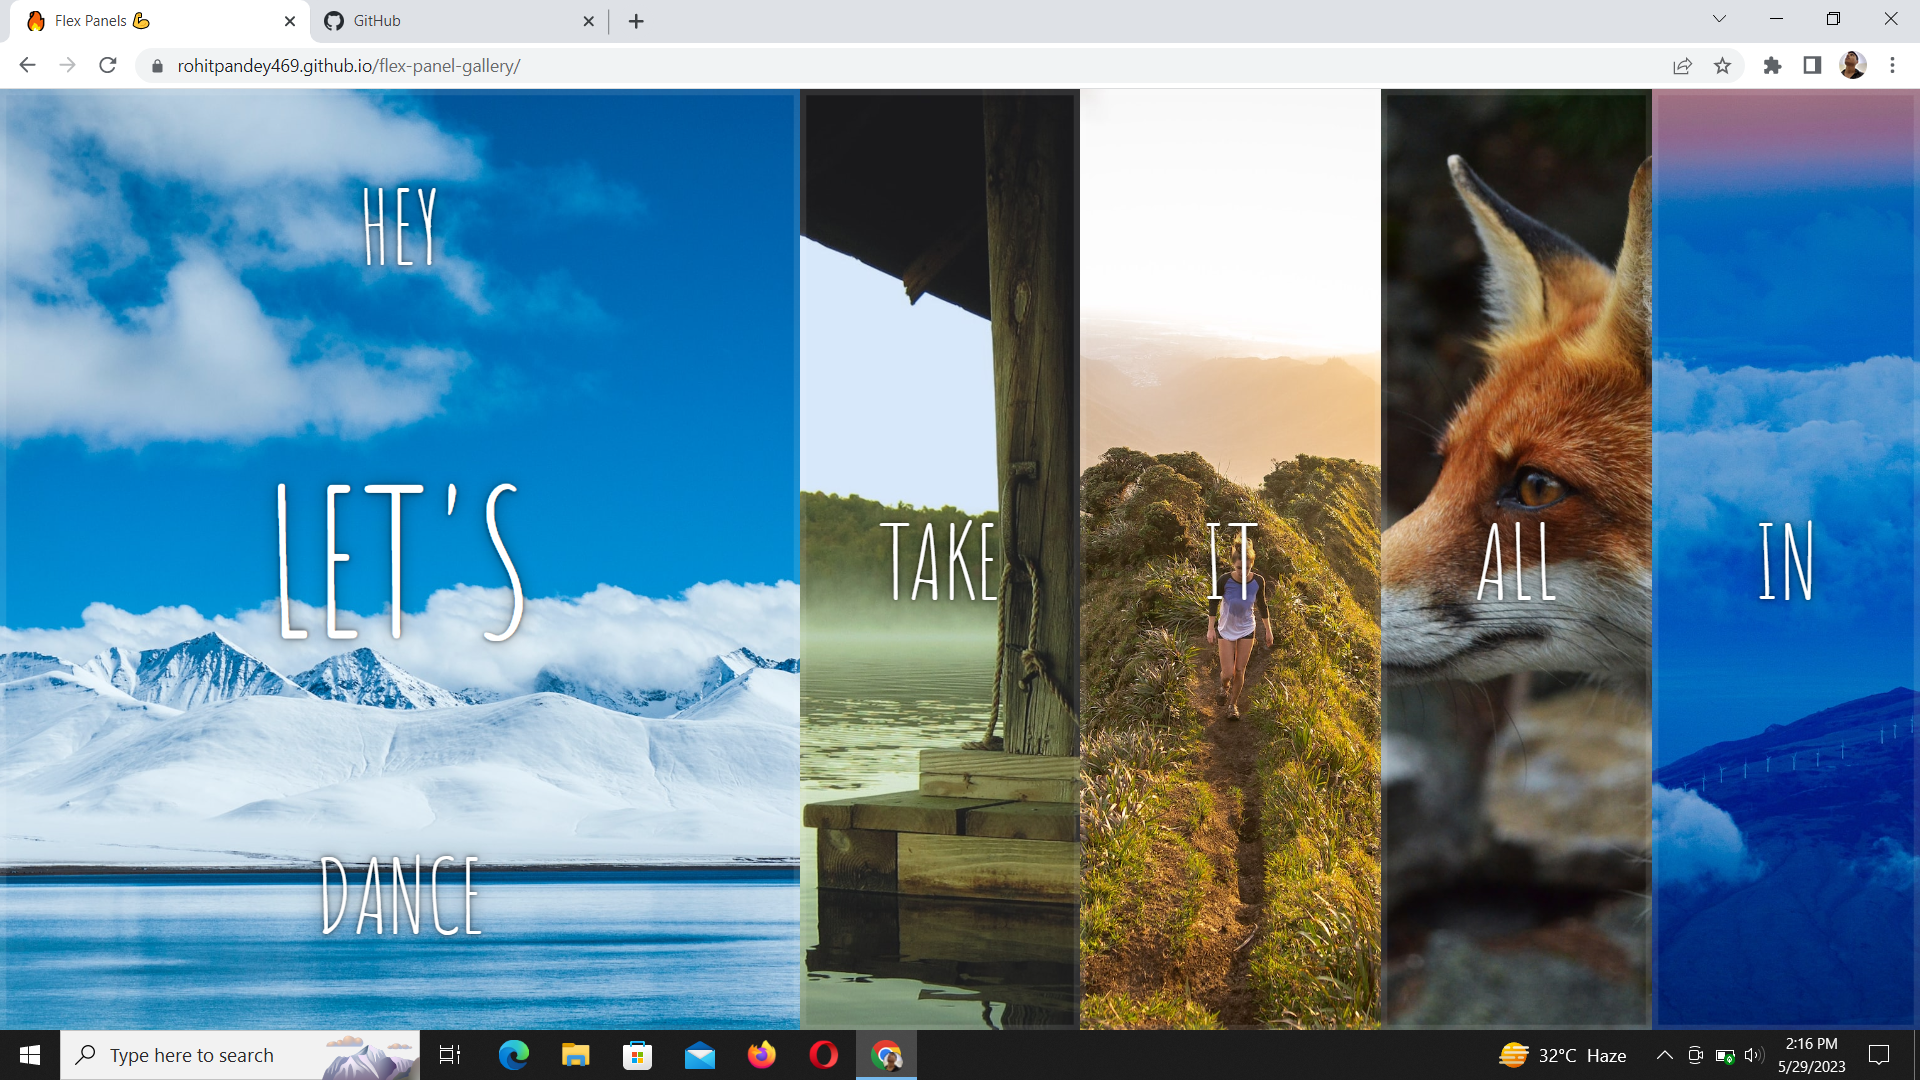 Flex Panels 💪
GitHub
rohitpandey469.github.io/flex-panel-gallery/
HEY
LET'S
DANCE
TAKE
IT
ALL
IN
Type here to search
32°C Haze
2:16 PM
5/29/2023